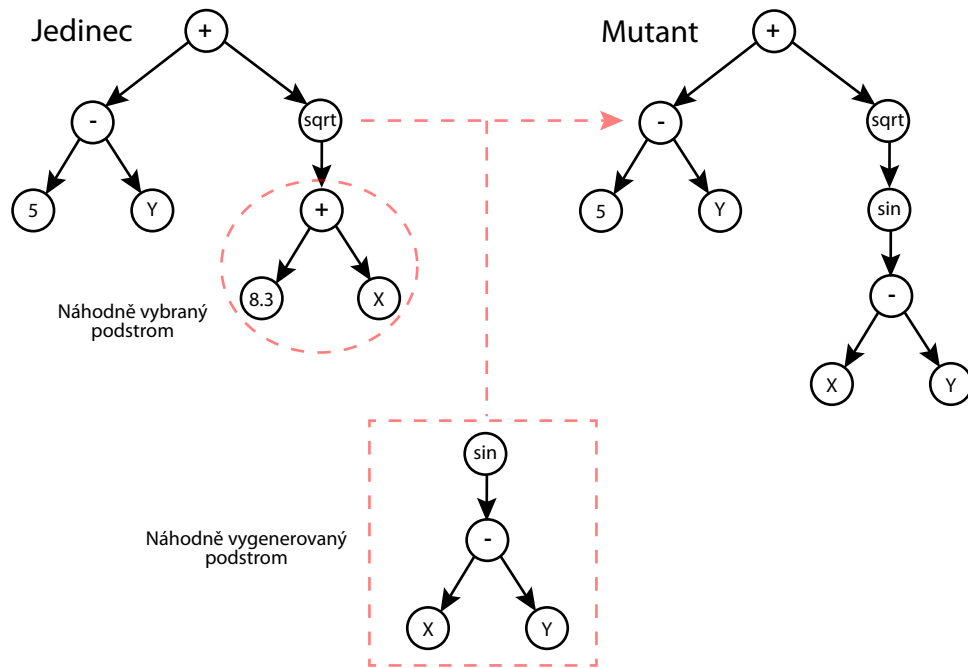 Jedinec
+
-
sqrt
5
Y
+
8.3
X
Náhodně vybraný
podstrom
Mutant
+
-
sqrt
5
Y
sin
-
X
Y
Náhodně vygenerovaný
podstrom
sin
-
X
Y